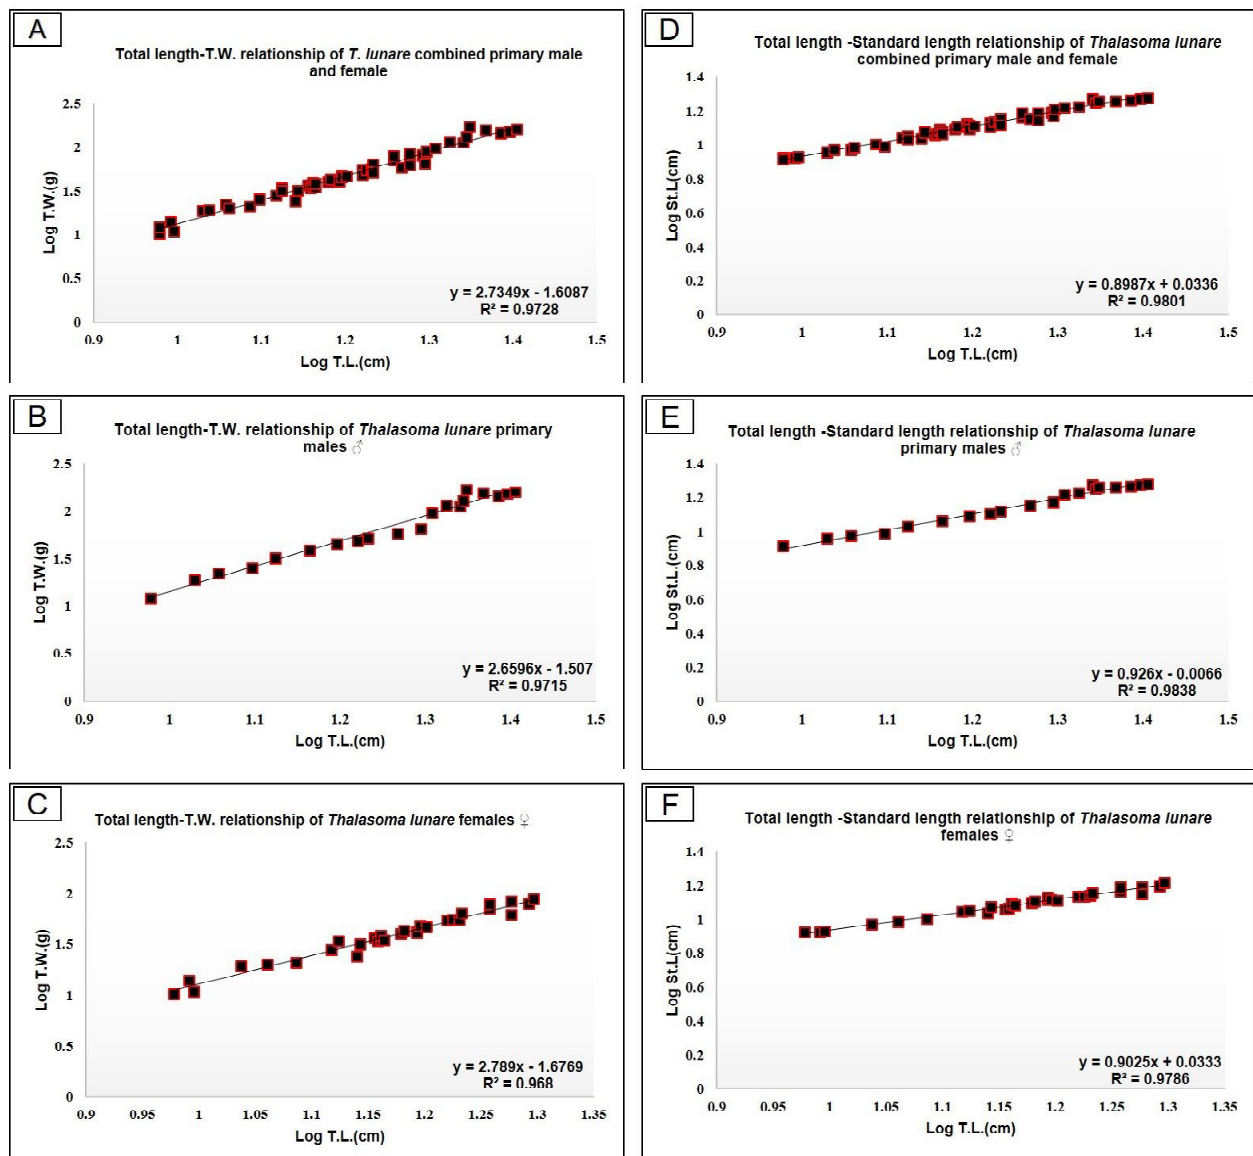 A
Total length-T.W. relationship of T. lunare combined primary male
and female
2.5
2
1.5
1
0.5
0
Log T.W.(g)
y = 2.7349x - 1.6087
R² = 0.9728
0.9 1 1.1 1.2 1.3 1.4 1.5
Log T.L.(cm)
D
Total length -Standard length relationship of Thalasoma lunare
combined primary male and female
1.4
1.2
1
0.8
0.6
0.4
0.2
0
Log St.L(cm)
y = 0.8987x + 0.0336
R² = 0.9801
0.9 1 1.1 1.2 1.3 1.4 1.5
Log T.L.(cm)
B
Total length-T.W. relationship of Thalasoma lunare primary
males ♂
2.5
2
1.5
1
0.5
0
Log T.W.(g)
y = 2.6596x - 1.507
R² = 0.9715
0.9 1 1.1 1.2 1.3 1.4 1.5
Log T.L.(cm)
E
Total length -Standard length relationship of Thalasoma lunare
primary males ♂
1.4
1.2
1
0.8
0.6
0.4
0.2
0
Log St.L.(cm)
y = 0.926x - 0.0066
R² = 0.9838
0.9 1 1.1 1.2 1.3 1.4 1.5
Log T.L.(cm)
C
Total length-T.W. relationship of Thalasoma lunare females ♀
2.5
2
1.5
1
0.5
0
Log T.W.(g)
y = 2.789x - 1.6769
R² = 0.968
0.9 0.95 1 1.05 1.1 1.15 1.2 1.25 1.3 1.35
Log T.L.(cm)
F
Total length -Standard length relationship of Thalasoma lunare
females ♀
1.4
1.2
1
0.8
0.6
0.4
0.2
0
Log St.L(cm)
y = 0.9025x + 0.0333
R² = 0.9786
0.9 0.95 1 1.05 1.1 1.15 1.2 1.25 1.3 1.35
Log T.L.(cm)